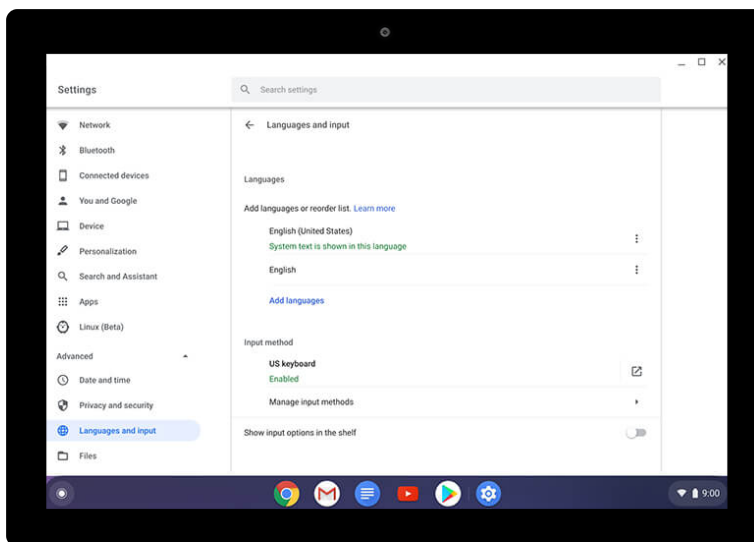 Settings
Search settings
Network
Bluetooth
Connected devices
You and Google
Device
Personalization
Search and Assistant
Apps
Linux (Beta)
Advanced
Date and time
Privacy and security
Languages and input
Files
Languages and input
Languages
Add languages or reorder list. Learn more
English (United States)
System text is shown in this language
English
Add languages
Input method
US keyboard
Enabled
Manage input methods
Show input options in the shelf
9:00